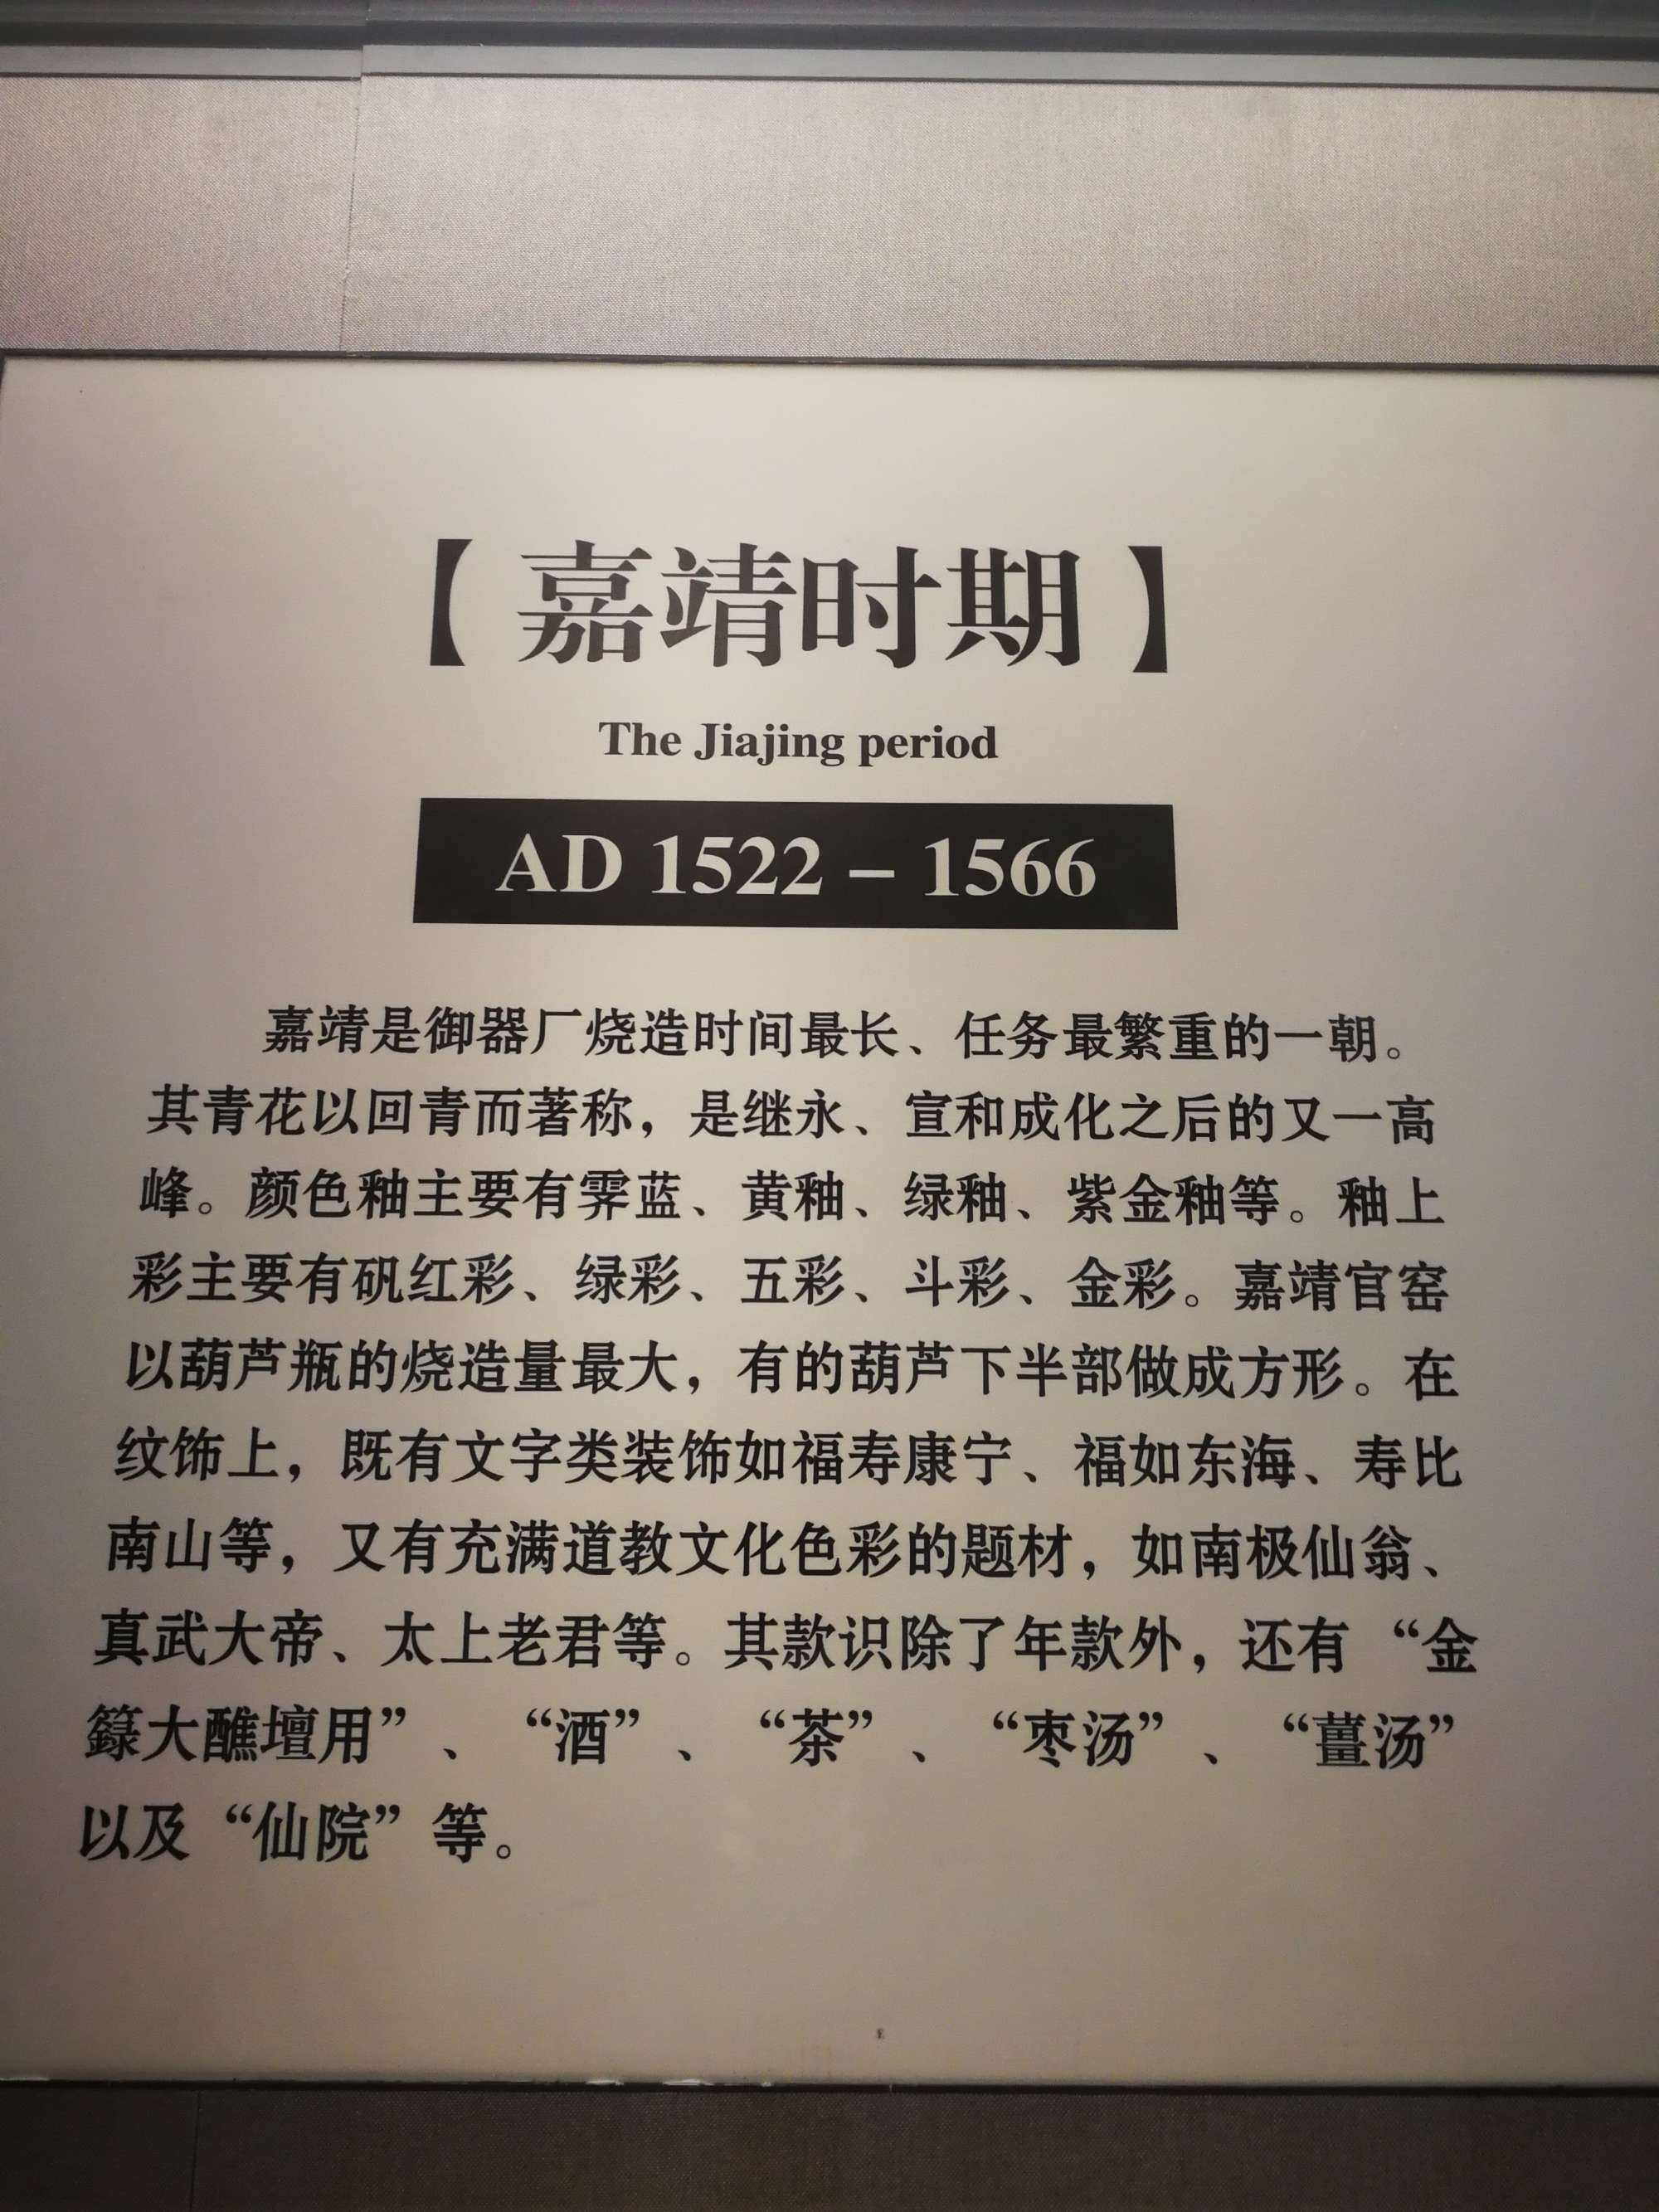 【嘉靖时期】
The Jiajing period
AD 1522 – 1566
嘉靖是御器厂烧造时间最长、任务最繁重的一朝。
其青花以回青而著称，是继永、宣和成化之后的又一高
峰。颜色釉主要有霁蓝、黄釉、绿釉、紫金釉等。釉上
彩主要有矾红彩、绿彩、五彩、斗彩、金彩。嘉靖官窑
以葫芦瓶的烧造量最大，有的葫芦下半部做成方形。在
纹饰上，既有文字类装饰如福寿康宁、福如东海、寿比
南山等，又有充满道教文化色彩的题材，如南极仙翁、
真武大帝、太上老君等。其款识除了年款外，还有“金
籙大醮壇用”、“酒”、“茶”、“枣汤”、“薑汤”
以及“仙院”等。